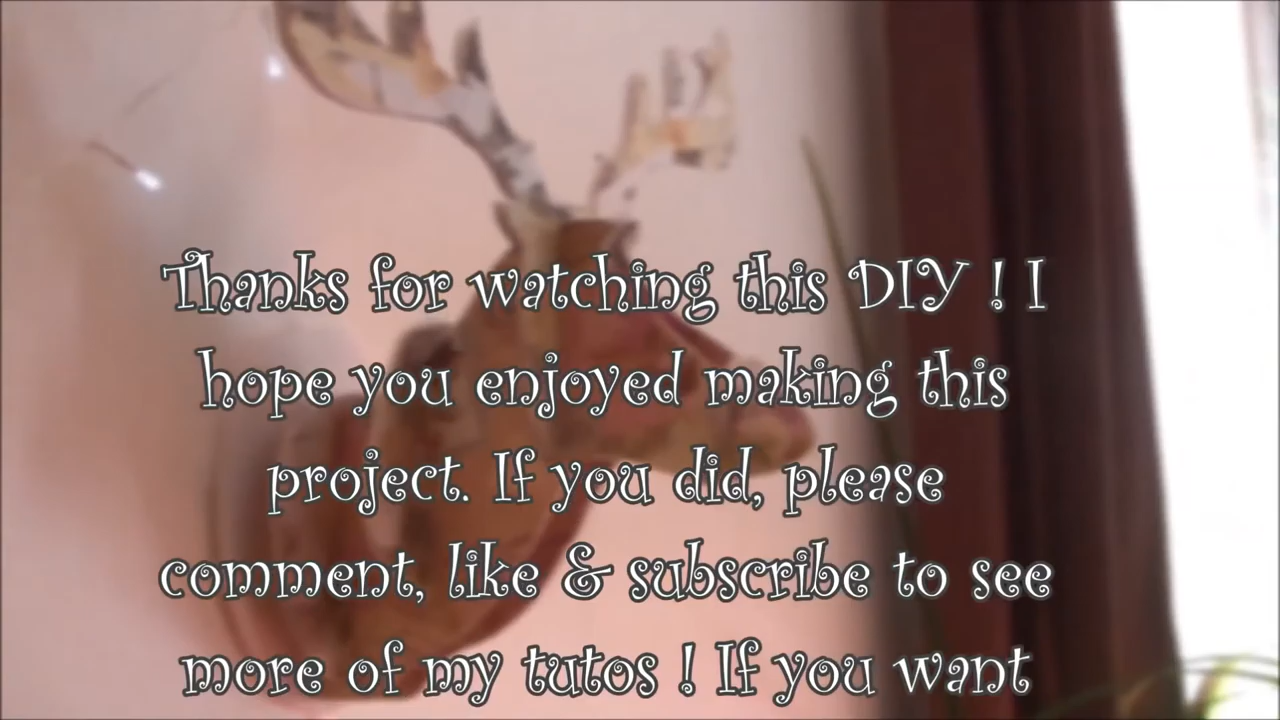 Thanks for watching this DIY ! I
hope you enjoyed making this
project. If you did, please
comment, like & subscribe to see
more of my tutos ! If you want